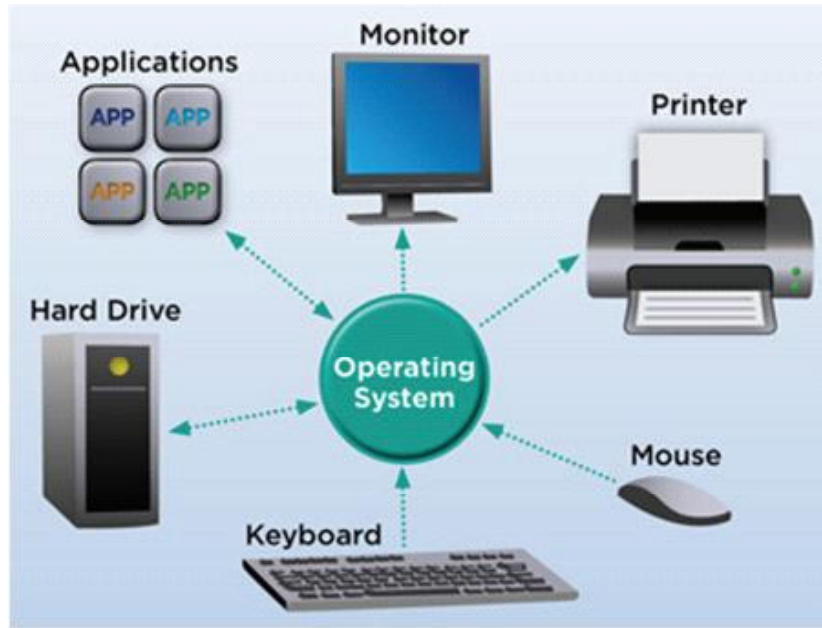 Monitor
Applications
APP APP
APP APP
Printer
Hard Drive
Operating
System
Mouse
Keyboard